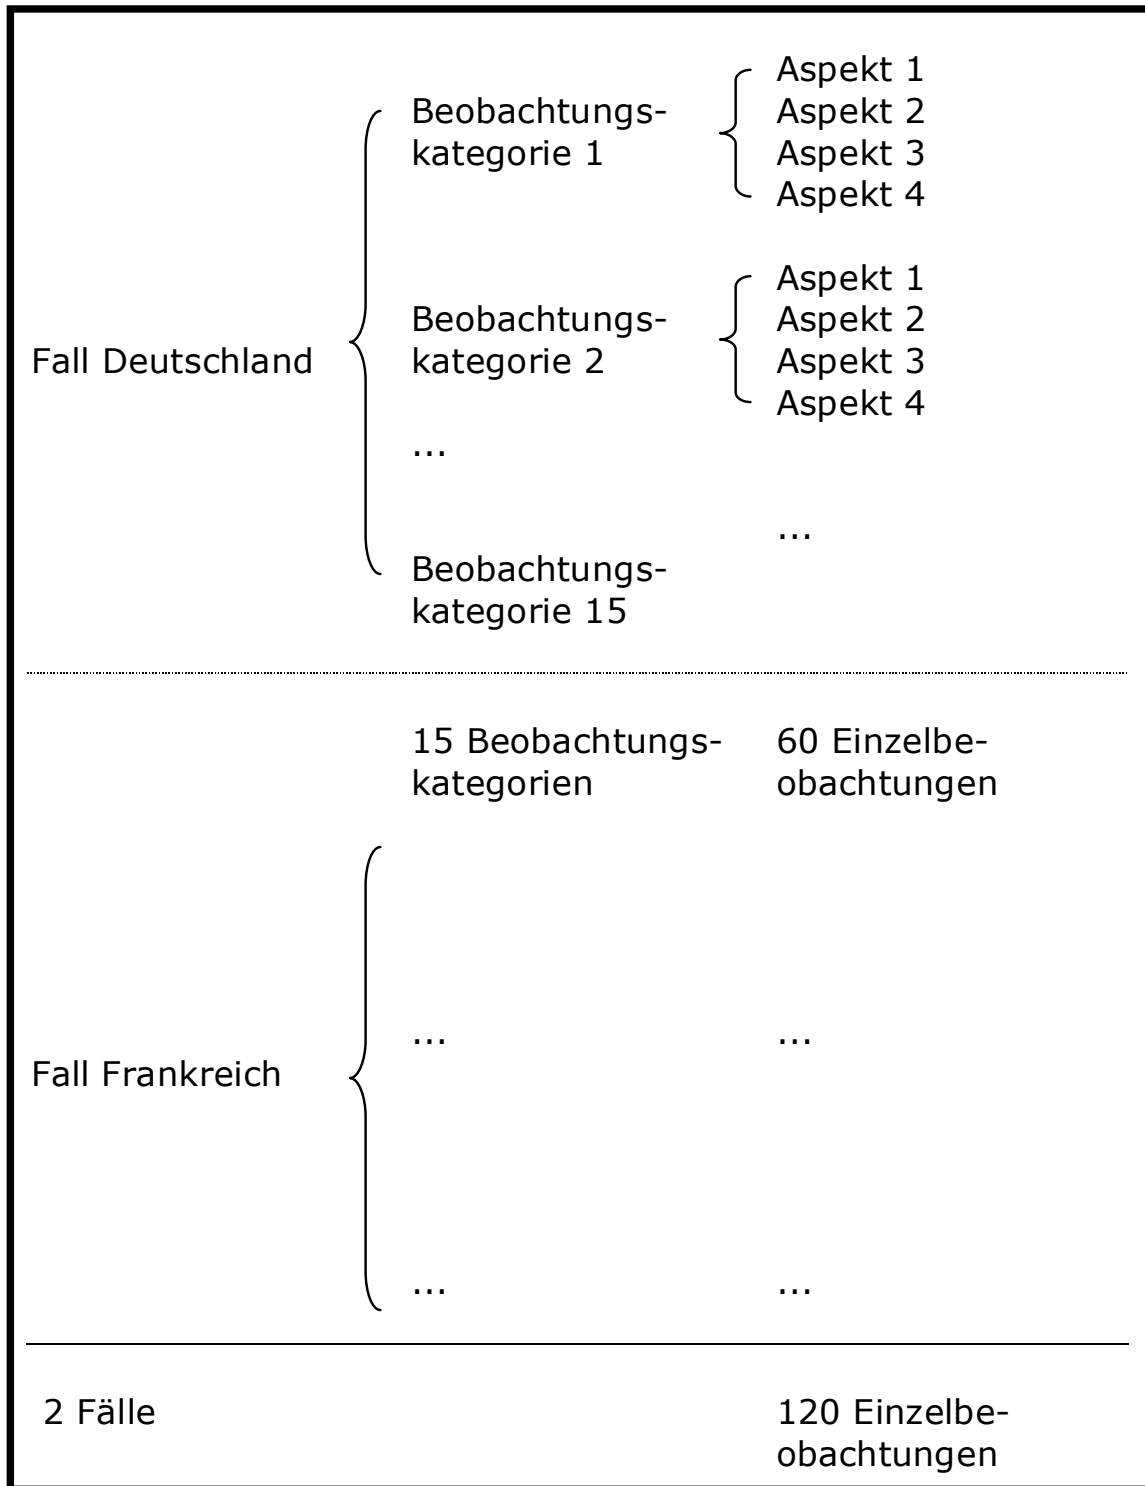 Aspekt 1
Beobachtungs-
Aspekt 2
kategorie 1
Aspekt 3
Aspekt 4
Aspekt 1
Beobachtungs-
Aspekt 2
Fall Deutschland
kategorie 2
Aspekt 3
Aspekt 4
...
...
Beobachtungs-
kategorie 15
15 Beobachtungs-
kategorien
60 Einzelbe-
obachtungen
...
...
Fall Frankreich
...
...
2 Fälle
120 Einzelbe-
obachtungen